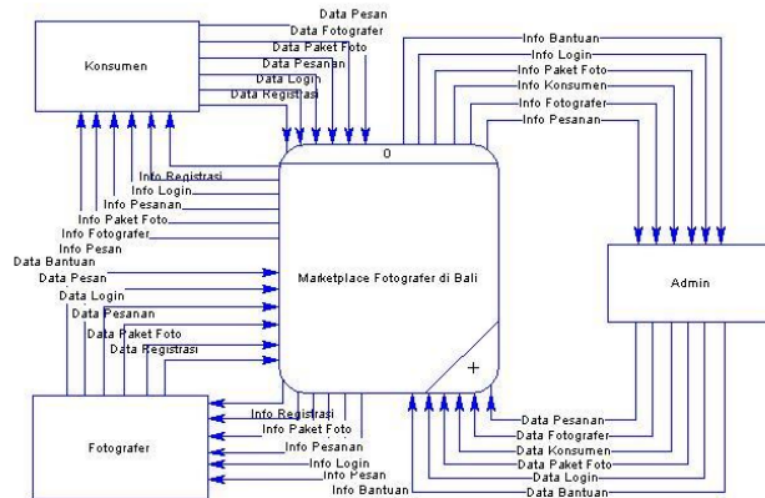 Data Pesan
Data Fotografer
Data Paket Foto
Data Pesanan
Data Login
Data Registrasi
Konsumen
Info Bantuan
Info Login
Info Paket Foto
Info Konsumen
Info Fotografer
Info Pesanan
0
Info Registrasi
Info Login
Info Pesanan
Info Paket Foto
Info Fotografer
Info Pesan
Marketplace Fotografer di Bali
+
Admin
Data Bantuan
Data Pesan
Data Login
Data Pesanan
Data Paket Foto
Data Registrasi
Fotografer
Info Registrasi
Info Paket Foto
Info Pesanan
Info Login
Info Pesan
Info Bantuan
Data Pesanan
Data Fotografer
Data Konsumen
Data Paket Foto
Data Login
Data Bantuan